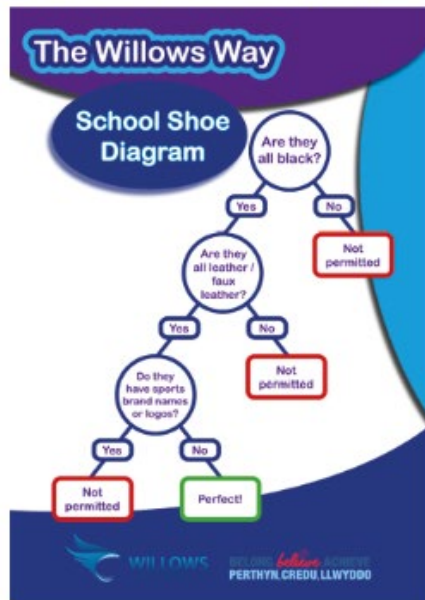 The Willows Way
School Shoe
Diagram
Are they
all black?
Yes
No
Not
permitted
Are they
all leather /
faux
leather?
Yes
No
Not
permitted
Do they
have sports
brand names
or logos?
Yes
No
Not
permitted
Perfect!
WILLOWS
BELONG believe ACHIEVE
PERTHYN.CREDU.LLWYDDO